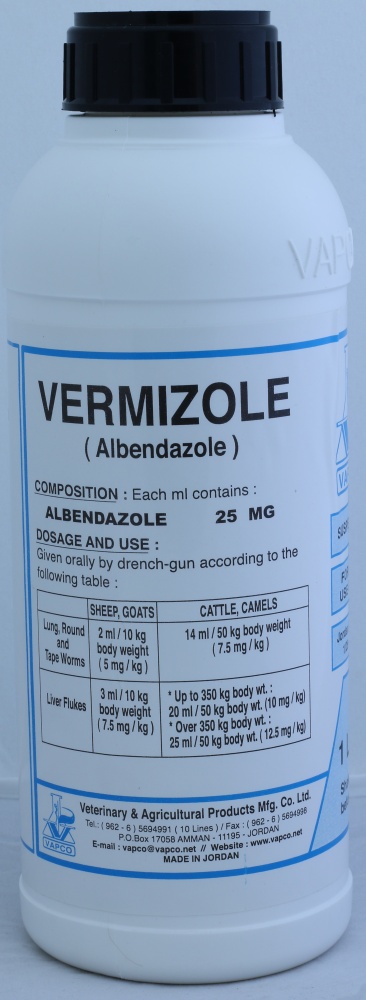 VAPCO
VERMIZOLE
( Albendazole )
COMPOSITION : Each ml contains :
ALBENDAZOLE 25 MG
DOSAGE AND USE :
Given orally by drench-gun according to the
following table :
SHEEP, GOATS CATTLE, CAMELS
Lung, Round
and
Tape Worms
2 ml / 10 kg
body weight
( 5 mg / kg )
14 ml / 50 kg body weight
( 7.5 mg / kg )
Liver Flukes
3 ml / 10 kg
body weight
( 7.5 mg / kg )
* Up to 350 kg body wt. :
20 ml / 50 kg body wt. (10 mg / kg)
* Over 350 kg body wt. :
25 ml / 50 kg body wt. ( 12.5 mg / kg)
VAPCO
Veterinary & Agricultural Products Mfg. Co. Ltd.
Tel.: ( 962 - 6 ) 5694991 ( 10 Lines ) / Fax : ( 962 - 6 ) 5694998
P.O.Box 17058 AMMAN - 11195 - JORDAN
E-mail : vapco@vapco.net // Website : www.vapco.net
MADE IN JORDAN